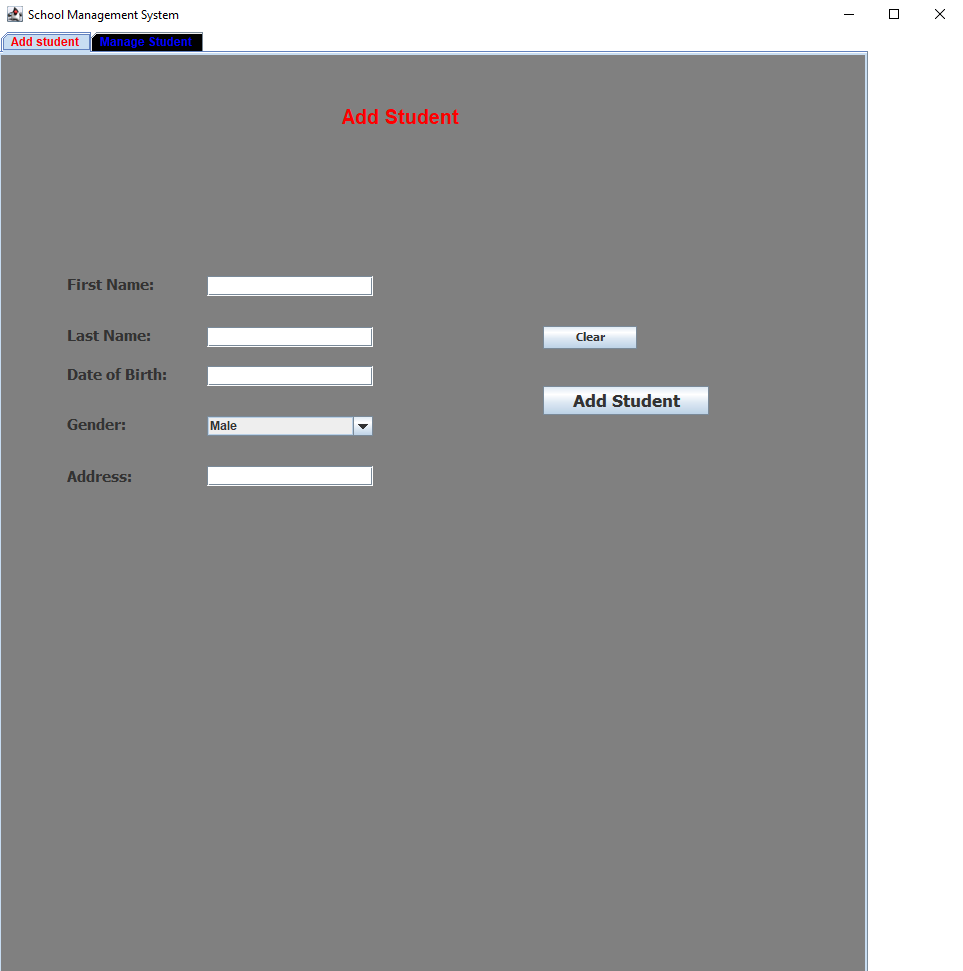 School Management System
Add student
Manage Student
Add Student
First Name:
Last Name:
Clear
Date of Birth:
Add Student
Gender:
Male
Address: